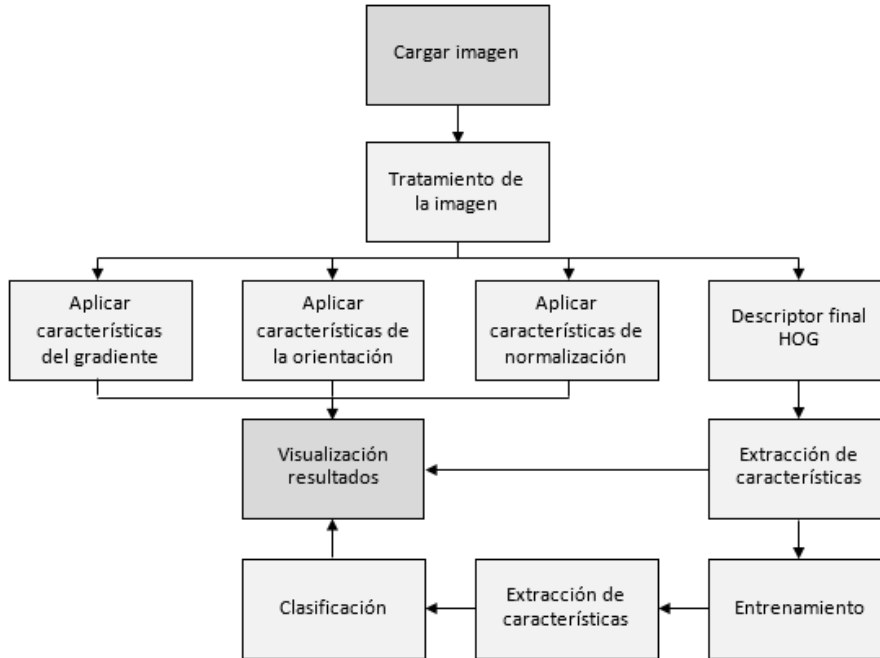 Cargar imagen
Tratamiento de
la imagen
Aplicar
características
del gradiente
Aplicar
características de
la orientación
Aplicar
características de
normalización
Descriptor final
HOG
Visualización
resultados
Extracción de
características
Clasificación
Extracción de
características
Entrenamiento